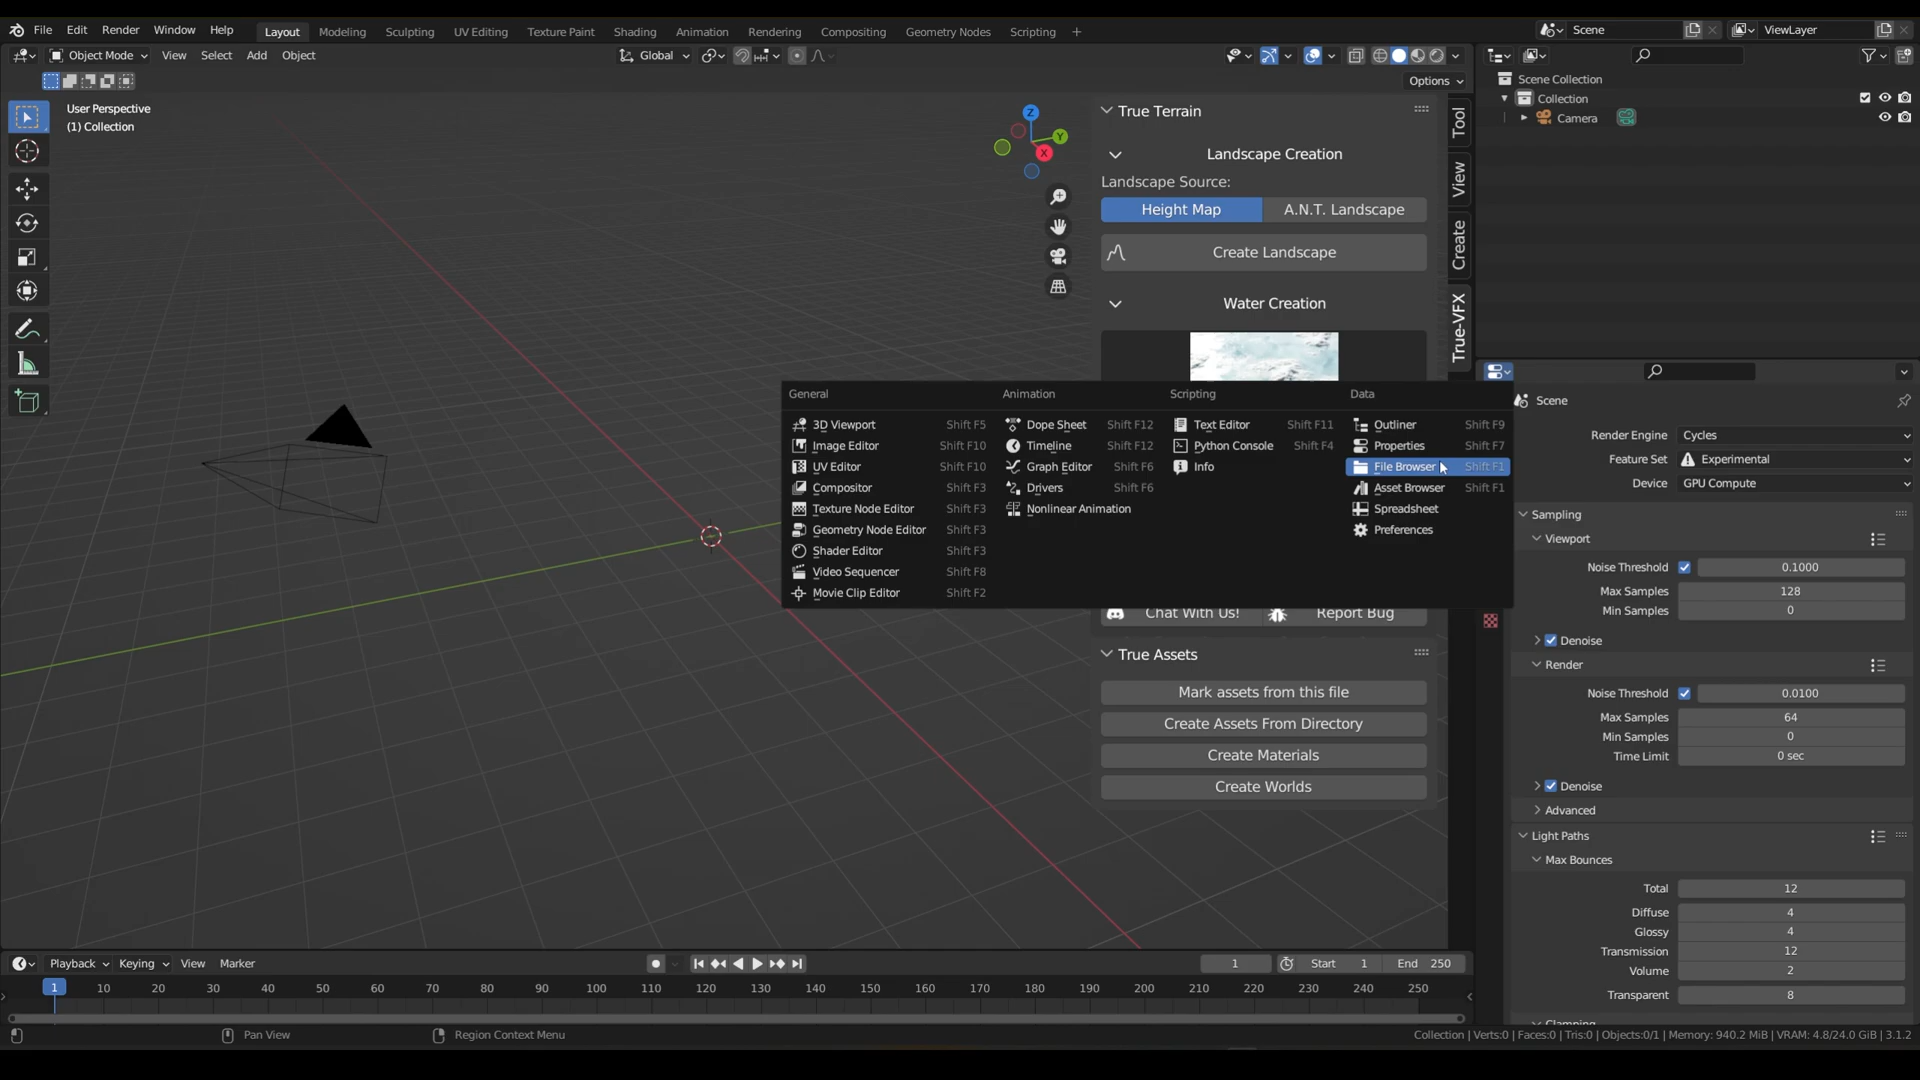 File Edit Render Window Help Layout Modeling Sculpting UV Editing Texture Paint Shading Animation Rendering Compositing Geometry Nodes Scripting + Scene ViewLayer
Object Mode View Select Add Object Global
Options
User Perspective
(1) Collection
Z
Y
X
True Terrain
Landscape Creation
Landscape Source:
Height Map A.N.T. Landscape
Create Landscape
Water Creation
Tool
View
Create
True-VFX
Scene Collection
Collection
Camera
General
3D Viewport Shift F5
Image Editor Shift F10
UV Editor Shift F10
Compositor Shift F3
Texture Node Editor Shift F3
Geometry Node Editor Shift F3
Shader Editor Shift F3
Video Sequencer Shift F8
Movie Clip Editor Shift F2
Animation
Dope Sheet Shift F12
Timeline Shift F12
Graph Editor Shift F6
Drivers Shift F6
Nonlinear Animation
Scripting
Text Editor Shift F11
Python Console Shift F4
Info
Data
Outliner Shift F9
Properties Shift F7
File Browser Shift F1
Asset Browser Shift F1
Spreadsheet
Preferences
Chat With Us! Report Bug
True Assets
Mark assets from this file
Create Assets From Directory
Create Materials
Create Worlds
Scene
Render Engine Cycles
Feature Set Experimental
Device GPU Compute
Sampling
Viewport
Noise Threshold 0.1000
Max Samples 128
Min Samples 0
Denoise
Render
Noise Threshold 0.0100
Max Samples 64
Min Samples 0
Time Limit 0 sec
Denoise
Advanced
Light Paths
Max Bounces
Total 12
Diffuse 4
Glossy 4
Transmission 12
Volume 2
Transparent 8
Clamping
Playback Keying View Marker 1 Start 1 End 250
1 10 20 30 40 50 60 70 80 90 100 110 120 130 140 150 160 170 180 190 200 210 220 230 240 250
Pan View Region Context Menu Collection | Verts:0 | Faces:0 | Tris:0 | Objects:0/1 | Memory: 940.2 MiB | VRAM: 4.8/24.0 GiB | 3.1.2